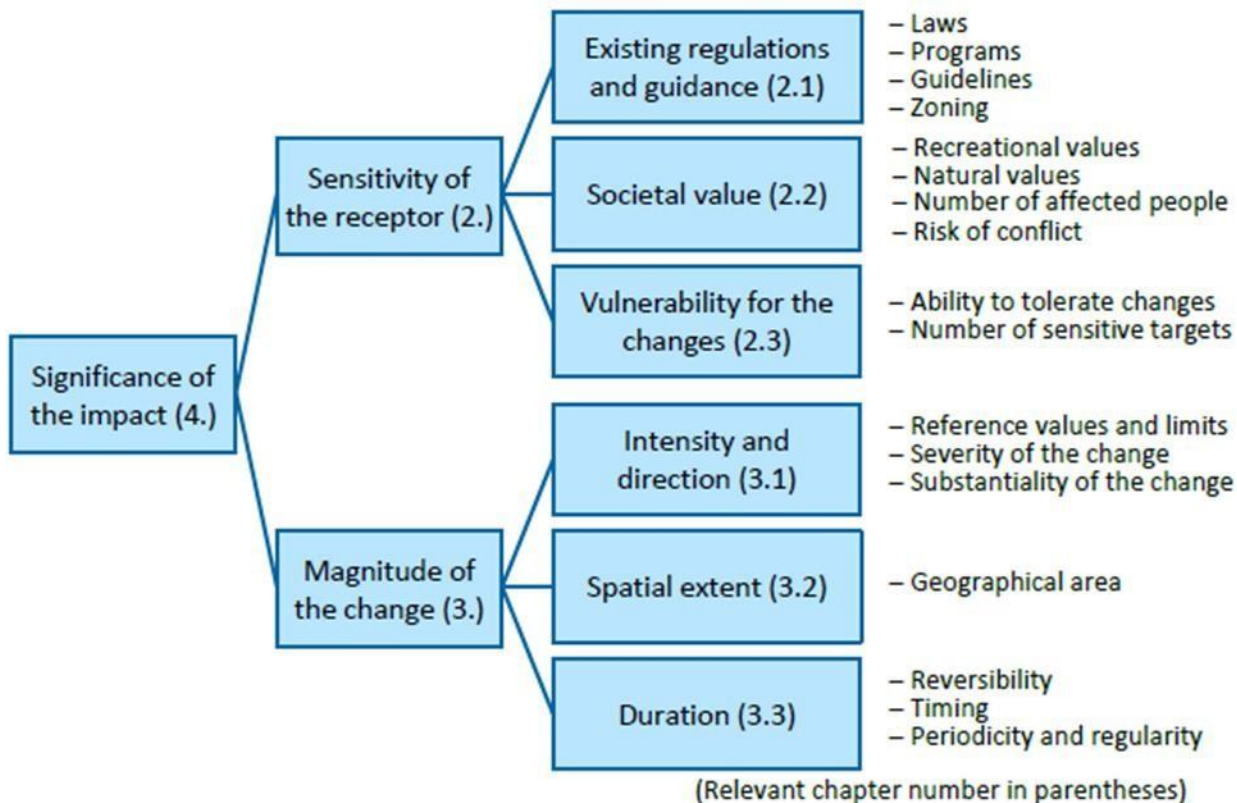 Significance of
the impact (4.)
Sensitivity of
the receptor (2.)
Existing regulations
and guidance (2.1)
– Laws
– Programs
– Guidelines
– Zoning
Societal value (2.2)
– Recreational values
– Natural values
– Number of affected people
– Risk of conflict
Vulnerability for the
changes (2.3)
– Ability to tolerate changes
– Number of sensitive targets
Magnitude of
the change (3.)
Intensity and
direction (3.1)
– Reference values and limits
– Severity of the change
– Substantiality of the change
Spatial extent (3.2)
– Geographical area
Duration (3.3)
– Reversibility
– Timing
– Periodicity and regularity
(Relevant chapter number in parentheses)